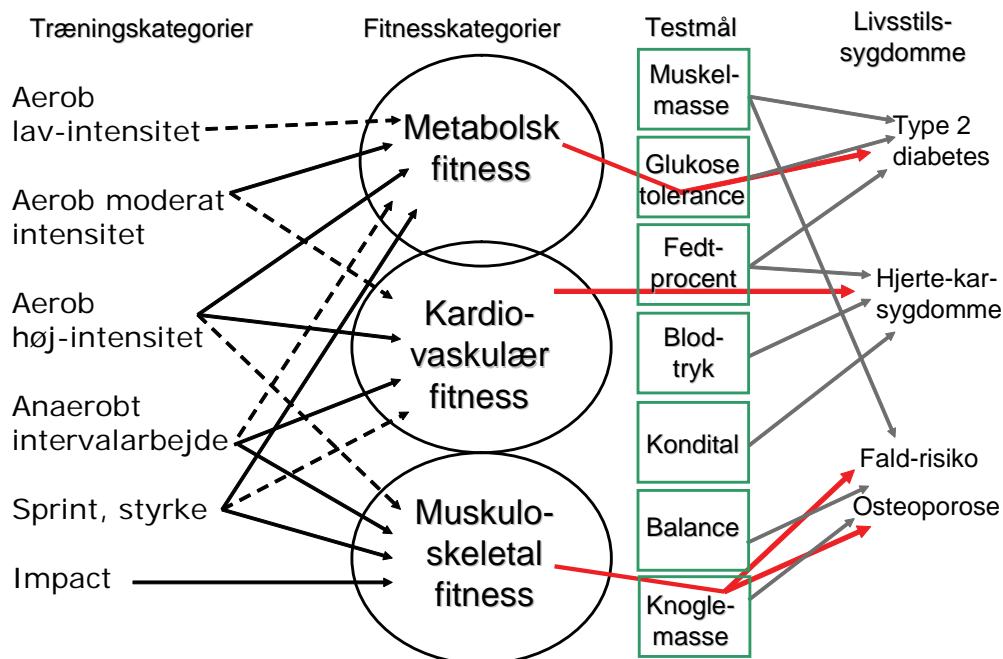 Træningskategorier
Aerob
lav-intensitet
Aerob moderat
intensitet
Aerob
høj-intensitet
Anaerobt
intervalarbejde
Sprint, styrke
Impact
Fitnesskategorier
Metabolsk
fitness
Kardio-
vaskulær
fitness
Muskulo-
skeletal
fitness
Testmål
Muskel-
masse
Glukose
tolerance
Fedt-
procent
Blod-
tryk
Kondital
Balance
Knogle-
masse
Livsstils-
sygdomme
Type 2
diabetes
Hjerte-kar-
sygdomme
Fald-risiko
Osteoporose